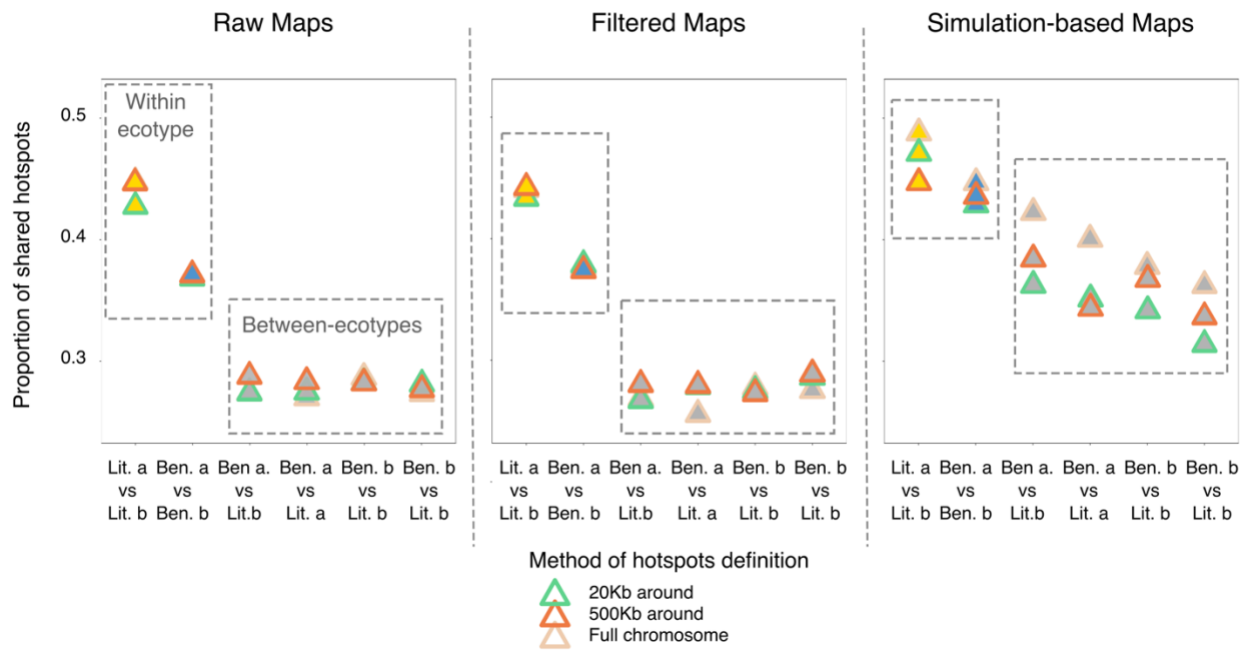 Raw Maps
Filtered Maps
Simulation-based Maps
Proportion of shared hotspots
0.5
0.4
0.3
Within
ecotype
Between-ecotypes
Lit. a Ben. a Ben a. Ben. a Ben. b Ben. b
vs vs vs vs vs vs
Lit. b Ben. b Lit.b Lit. a Lit. b Lit. b
Lit. a Ben. a Ben a. Ben. a Ben. b Ben. b
vs vs vs vs vs vs
Lit. b Ben. b Lit.b Lit. a Lit. b Lit. b
Lit. a Ben. a Ben a. Ben. a Ben. b Ben. b
vs vs vs vs vs vs
Lit. b Ben. b Lit.b Lit. a Lit. b Lit. b
Method of hotspots definition
20Kb around
500Kb around
Full chromosome